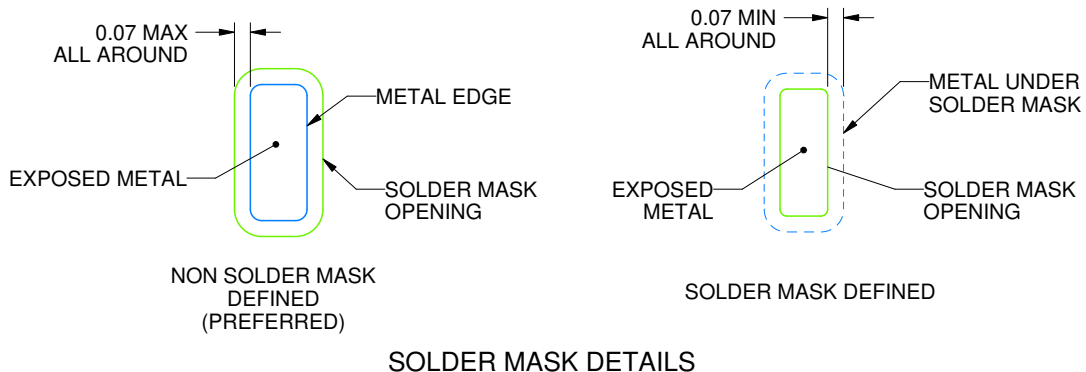 0.07 MAX
ALL AROUND
METAL EDGE
EXPOSED METAL
SOLDER MASK
OPENING
NON SOLDER MASK
DEFINED
(PREFERRED)
0.07 MIN
ALL AROUND
METAL UNDER
SOLDER MASK
EXPOSED
METAL
SOLDER MASK
OPENING
SOLDER MASK DEFINED
SOLDER MASK DETAILS